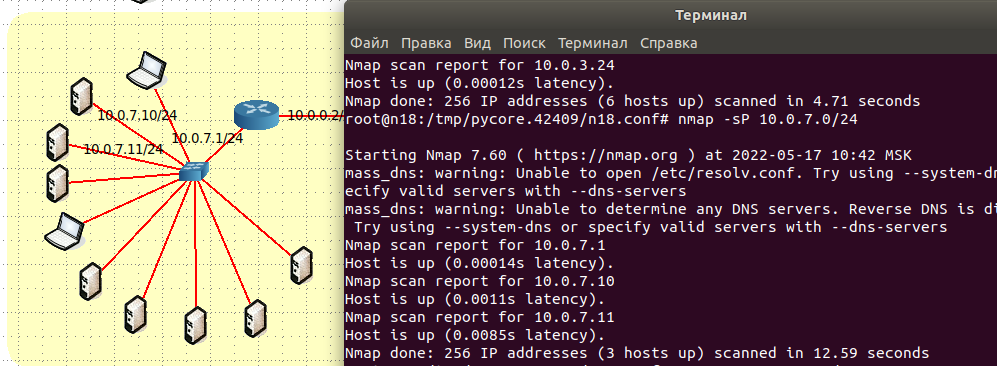 10.0.7.10/24
10.0.7.1/24
10.0.0.2/
10.0.7.11/24
Терминал
Файл Правка Вид Поиск Терминал Справка
Nmap scan report for 10.0.3.24
Host is up (0.00012s latency).
Nmap done: 256 IP addresses (6 hosts up) scanned in 4.71 seconds
root@n18:/tmp/pycore.42409/n18.conf# nmap -sP 10.0.7.0/24
Starting Nmap 7.60 ( https://nmap.org ) at 2022-05-17 10:42 MSK
mass_dns: warning: Unable to open /etc/resolv.conf. Try using --system-dn
ecify valid servers with --dns-servers
mass_dns: warning: Unable to determine any DNS servers. Reverse DNS is di
Try using --system-dns or specify valid servers with --dns-servers
Nmap scan report for 10.0.7.1
Host is up (0.00014s latency).
Nmap scan report for 10.0.7.10
Host is up (0.0011s latency).
Nmap scan report for 10.0.7.11
Host is up (0.0085s latency).
Nmap done: 256 IP addresses (3 hosts up) scanned in 12.59 seconds